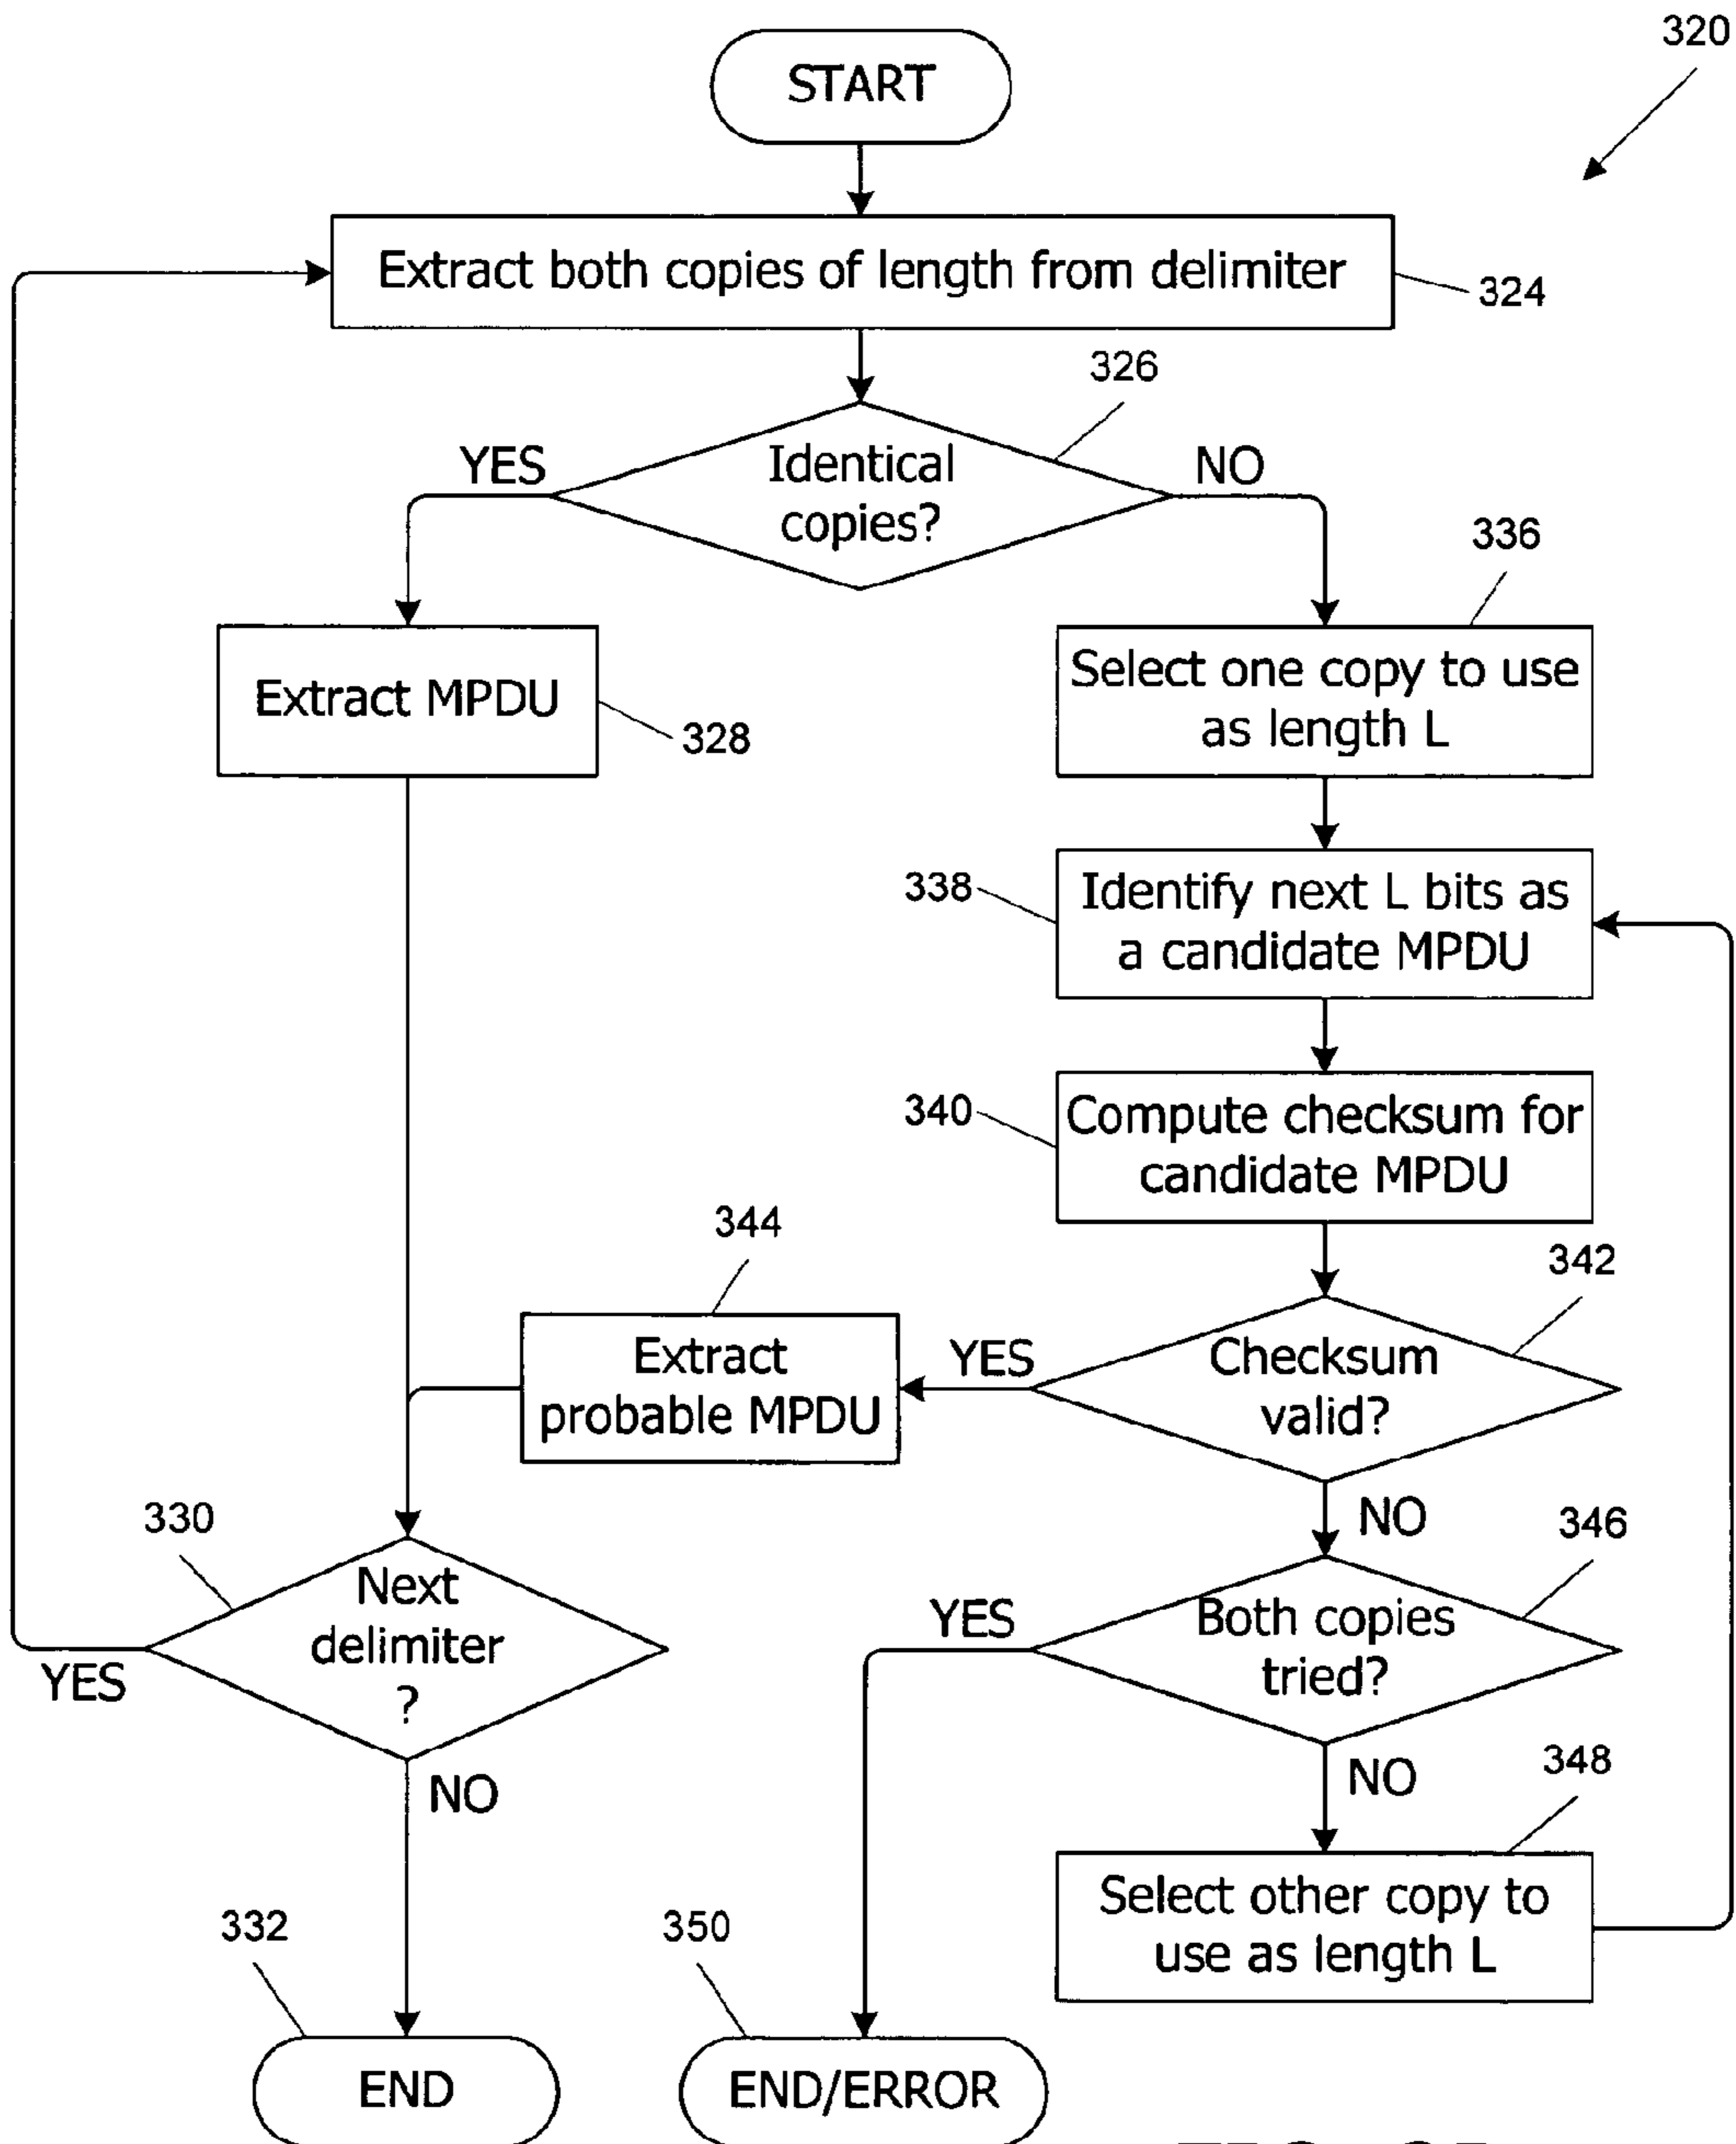 320
START
Extract both copies of length from delimiter
324
326
YES
Identical
copies?
NO
336
Extract MPDU
328
Select one copy to use
as length L
338
Identify next L bits as
a candidate MPDU
340
Compute checksum for
candidate MPDU
344
342
Extract
probable MPDU
YES
Checksum
valid?
NO
330
346
Next
delimiter
?
YES
YES
Both copies
tried?
NO
NO
348
Select other copy to
use as length L
332
350
END
END/ERROR